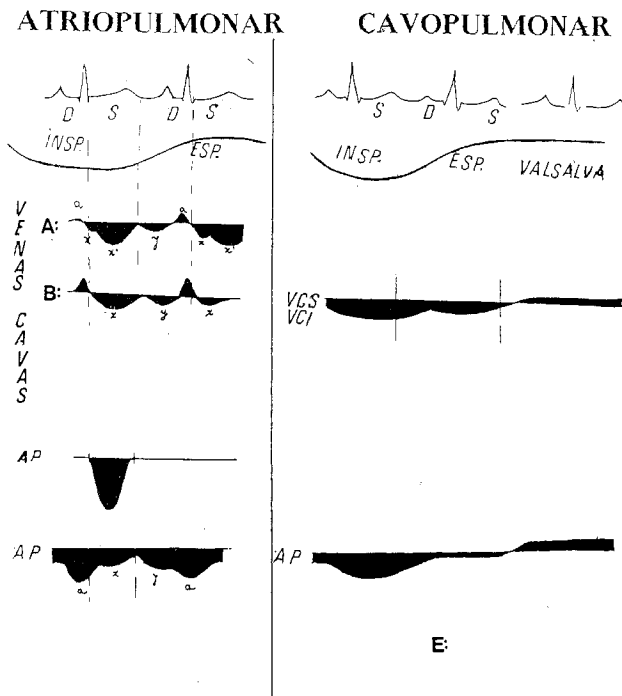 ATRIOPULMONAR
D S D S
INSP. ESP.
VENAS CAVAS
A: a x x' y a x x'
B: x y x
AP
AP
a x y a
CAVOPULMONAR
S D S
INSP. ESP. VALSALVA
VCS
VCI
AP
E: